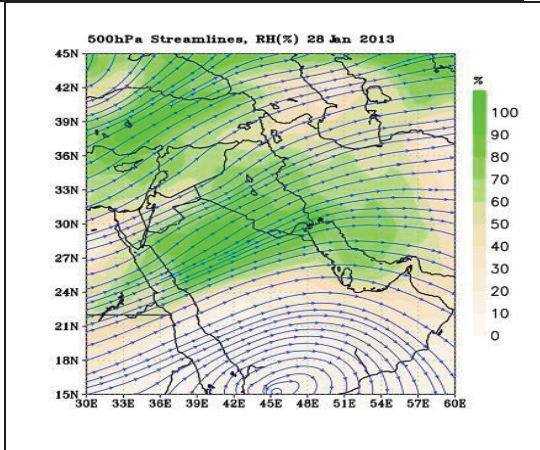 500hPa Streamlines, RH(%) 28 Jan 2013
45N
42N
39N
36N
33N
30N
27N
24N
21N
18N
15N
30E 33E 36E 39E 42E 45E 48E 51E 54E 57E 60E
%
100
90
80
70
60
50
40
30
20
10
0